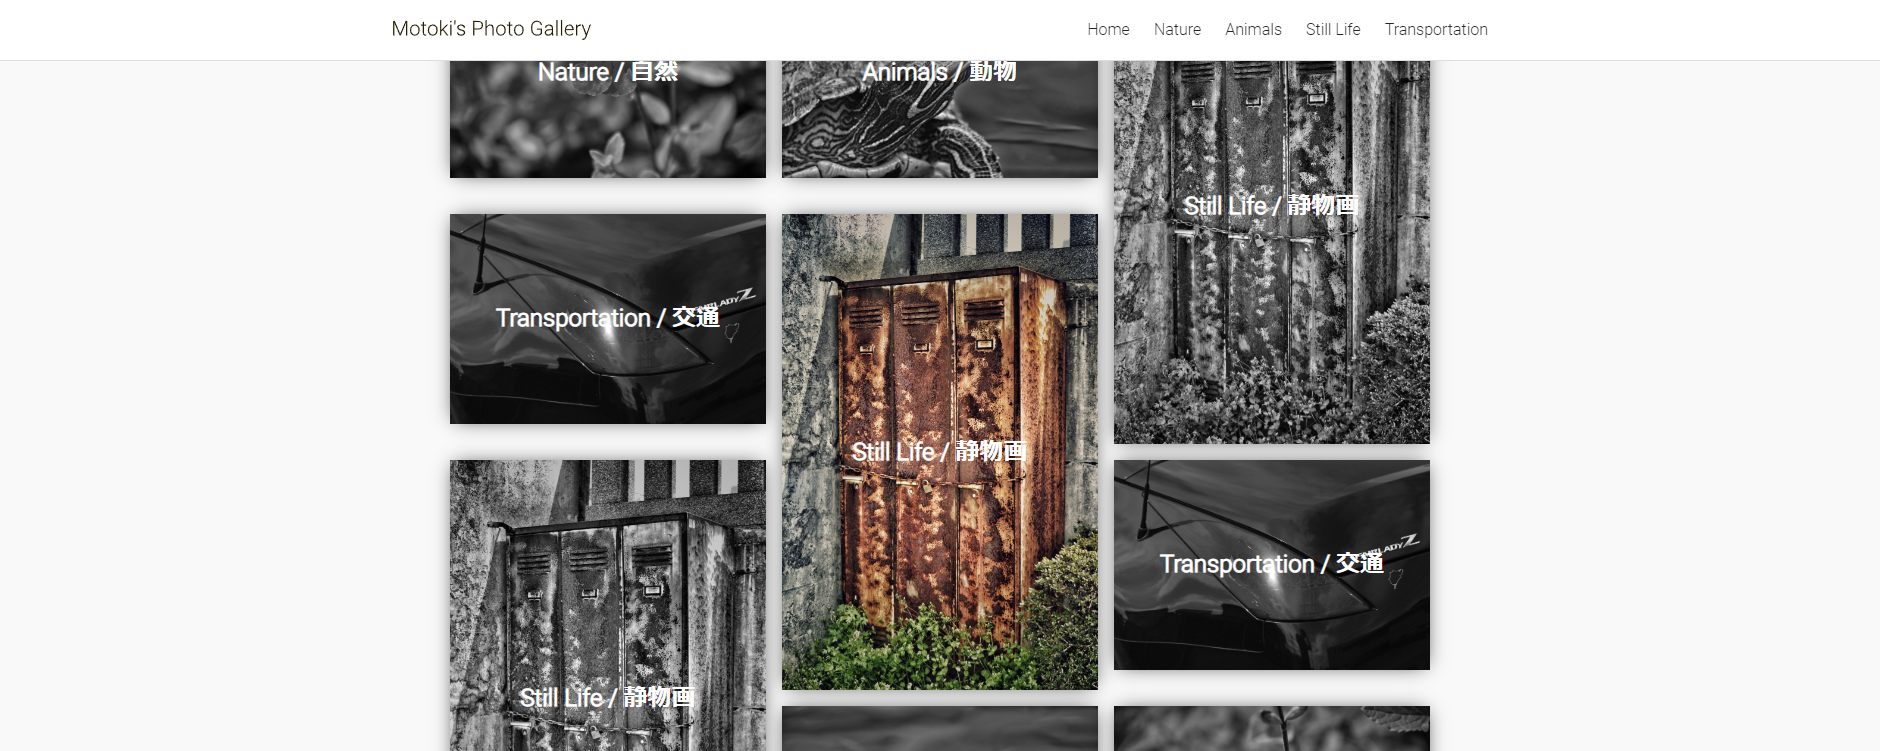 Motoki's Photo Gallery
Home Nature Animals Still Life Transportation
Nature / 自然
Animals / 動物
Still Life / 静物画
Transportation / 交通
Still Life / 静物画
Transportation / 交通
Still Life / 静物画